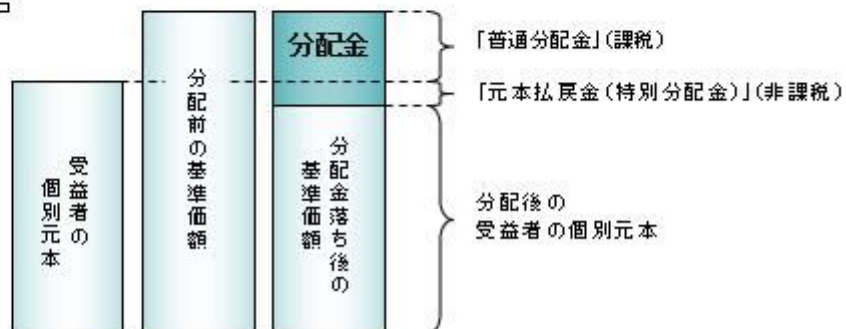 受益者の
個別元本
分配前の基準価額
分配金
分配金落ち後の
基準価額
「普通分配金」(課税)
「元本払戻金(特別分配金)」(非課税)
分配後の
受益者の個別元本